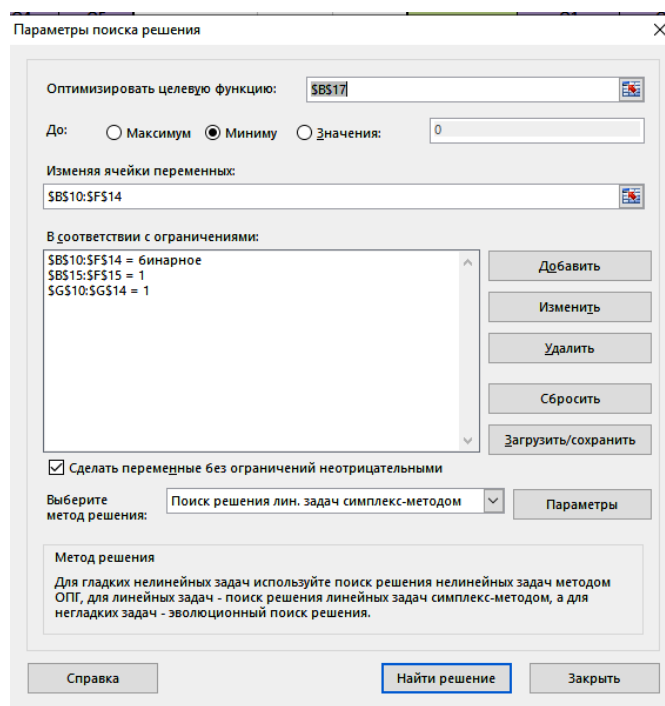 Параметры поиска решения
Оптимизировать целевую функцию:
$B$17
До:
Максимум
Миниму
Значения:
0
Изменяя ячейки переменных:
$B$10:$F$14
В соответствии с ограничениями:
$B$10:$F$14 = бинарное
$B$15:$F$15 = 1
$G$10:$G$14 = 1
Добавить
Изменить
Удалить
Сбросить
Загрузить/сохранить
Сделать переменные без ограничений неотрицательными
Выберите
метод решения:
Поиск решения лин. задач симплекс-методом
Параметры
Метод решения
Для гладких нелинейных задач используйте поиск решения нелинейных задач методом
ОПГ, для линейных задач - поиск решения линейных задач симплекс-методом, а для
негладких задач - эволюционный поиск решения.
Справка
Найти решение
Закрыть